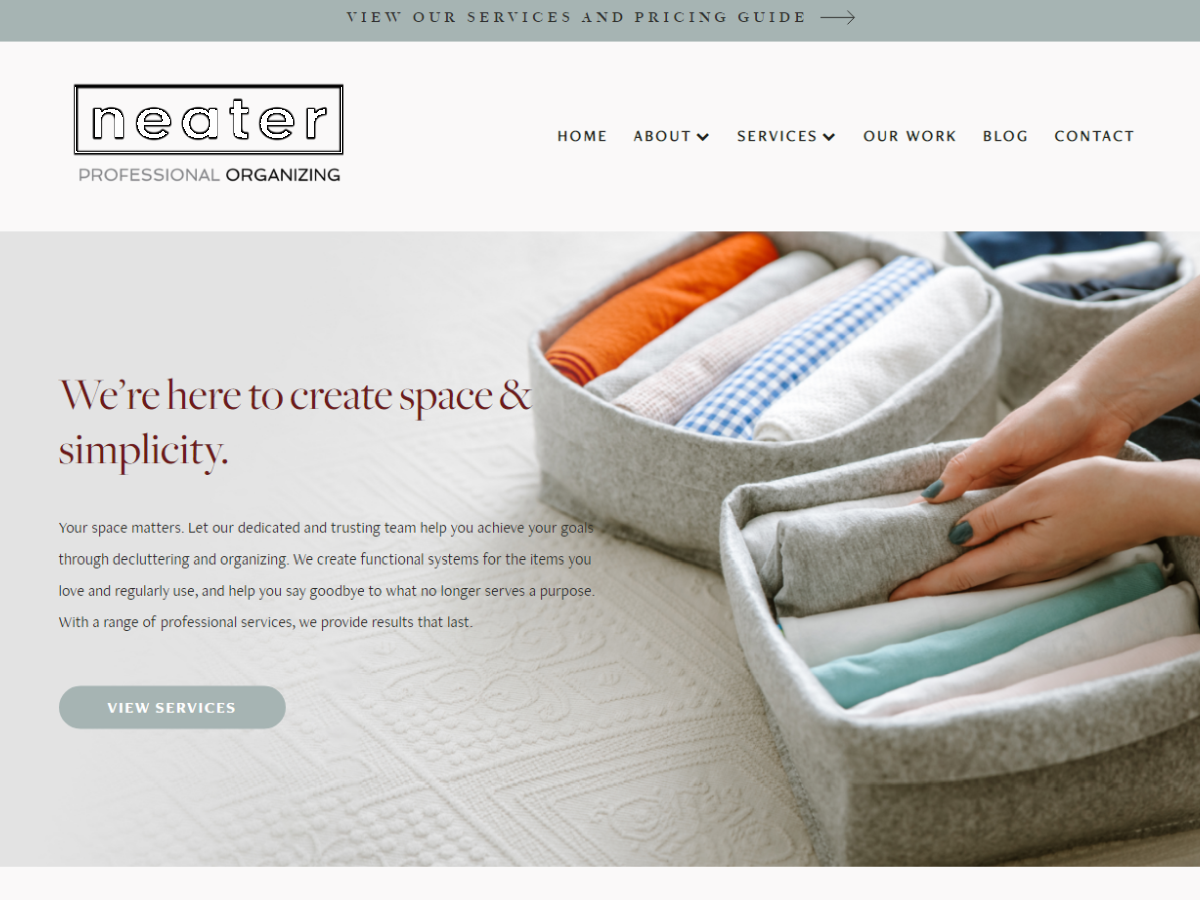 VIEW OUR SERVICES AND PRICING GUIDE
neater
PROFESSIONAL ORGANIZING
HOME ABOUT SERVICES OUR WORK BLOG CONTACT
We’re here to create space &
simplicity.
Your space matters. Let our dedicated and trusting team help you achieve your goals
through decluttering and organizing. We create functional systems for the items you
love and regularly use, and help you say goodbye to what no longer serves a purpose.
With a range of professional services, we provide results that last.
VIEW SERVICES